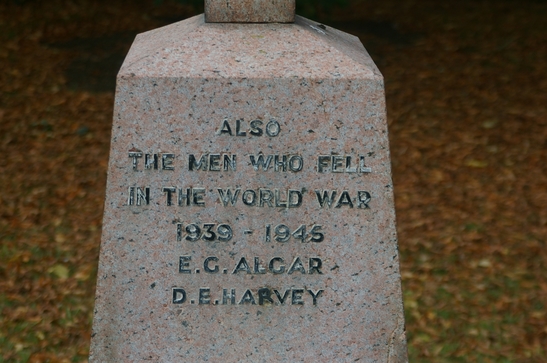 ALSO
THE MEN WHO FELL
IN THE WORLD WAR
1939 - 1945
E.G. ALGAR
D.E. HARVEY